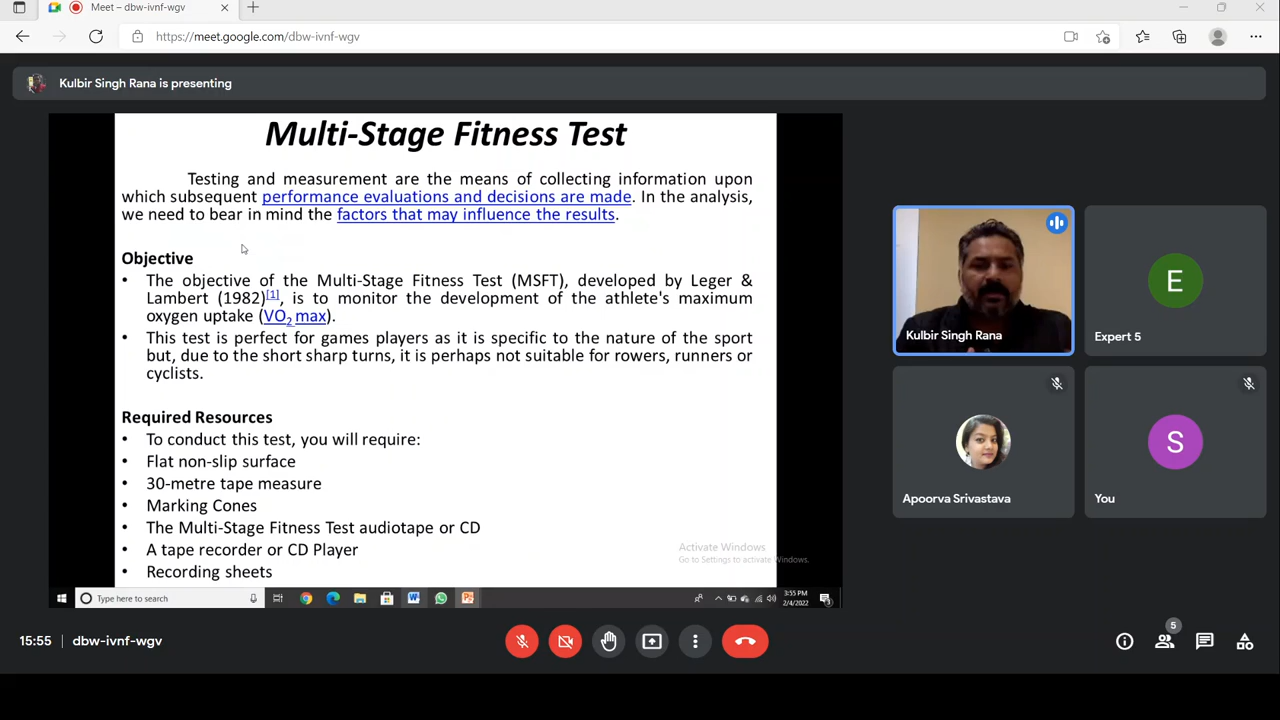 Meet – dbw-ivnf-wgv
https://meet.google.com/dbw-ivnf-wgv
Kulbir Singh Rana is presenting
Multi-Stage Fitness Test
Testing and measurement are the means of collecting information upon
which subsequent performance evaluations and decisions are made. In the analysis,
we need to bear in mind the factors that may influence the results.
Objective
• The objective of the Multi-Stage Fitness Test (MSFT), developed by Leger &
Lambert (1982)[1], is to monitor the development of the athlete's maximum
oxygen uptake (VO2 max).
• This test is perfect for games players as it is specific to the nature of the sport
but, due to the short sharp turns, it is perhaps not suitable for rowers, runners or
cyclists.
Required Resources
• To conduct this test, you will require:
• Flat non-slip surface
• 30-metre tape measure
• Marking Cones
• The Multi-Stage Fitness Test audiotape or CD
• A tape recorder or CD Player
• Recording sheets
Activate Windows
Go to Settings to activate Windows.
Type here to search
3:55 PM
2/4/2022
Kulbir Singh Rana
E
Expert 5
Apoorva Srivastava
S
You
15:55 | dbw-ivnf-wgv
5